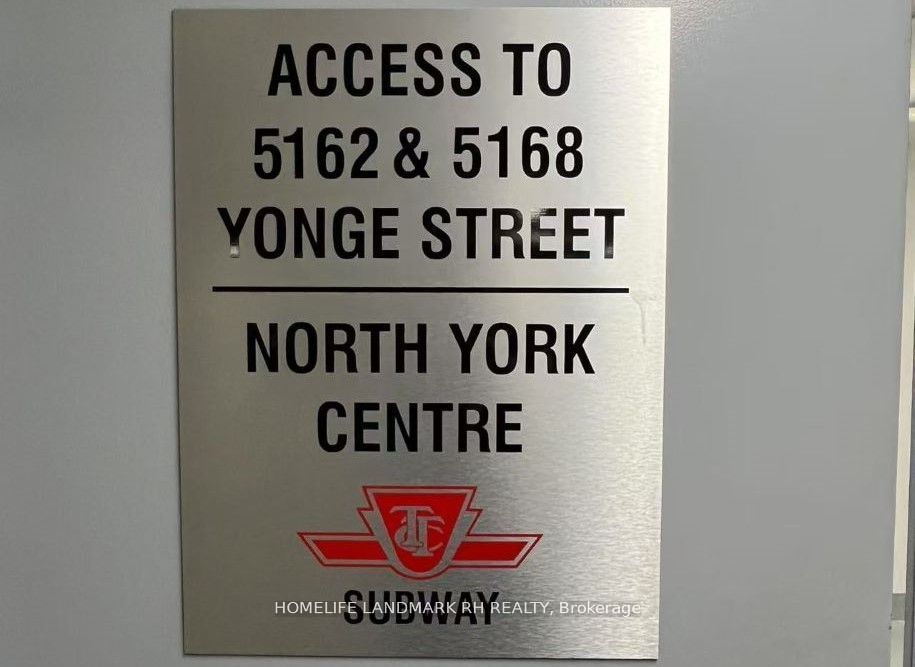 ACCESS TO
5162 & 5168
YONGE STREET
NORTH YORK
CENTRE
TTC
SUBWAY
HOMELIFE LANDMARK RH REALTY, Brokerage